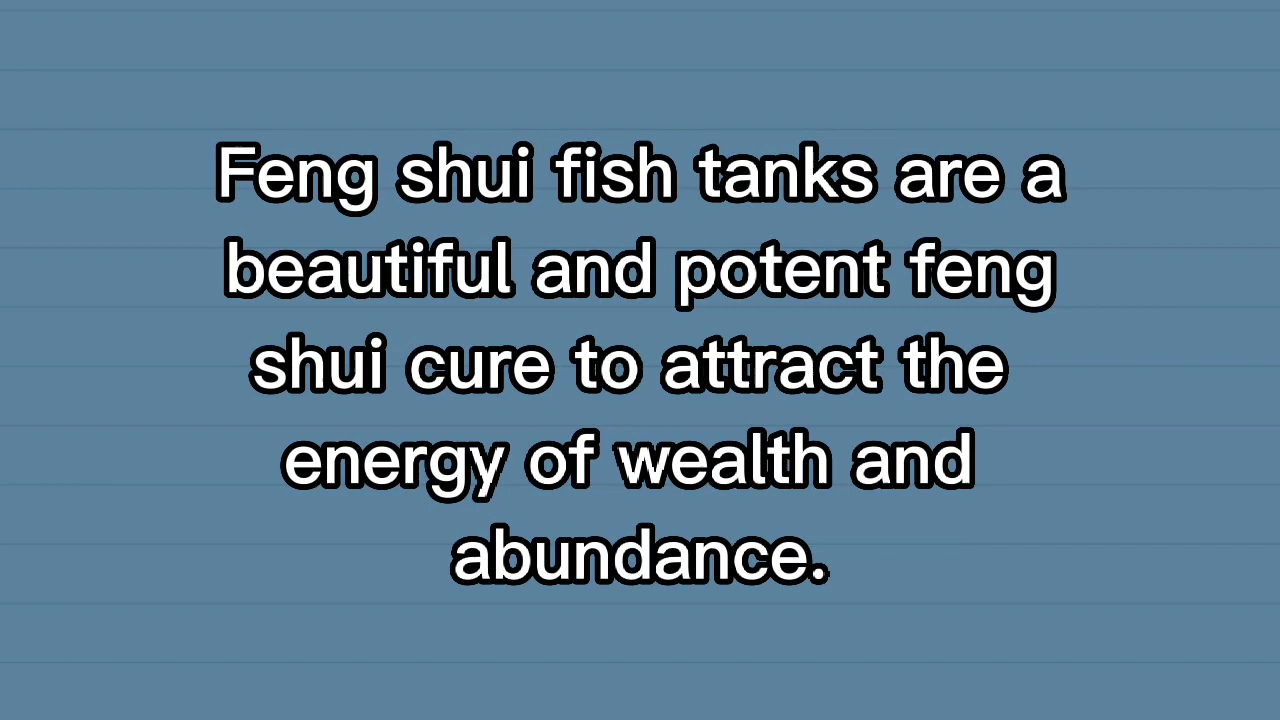 Feng shui fish tanks are a
beautiful and potent feng
shui cure to attract the
energy of wealth and
abundance.